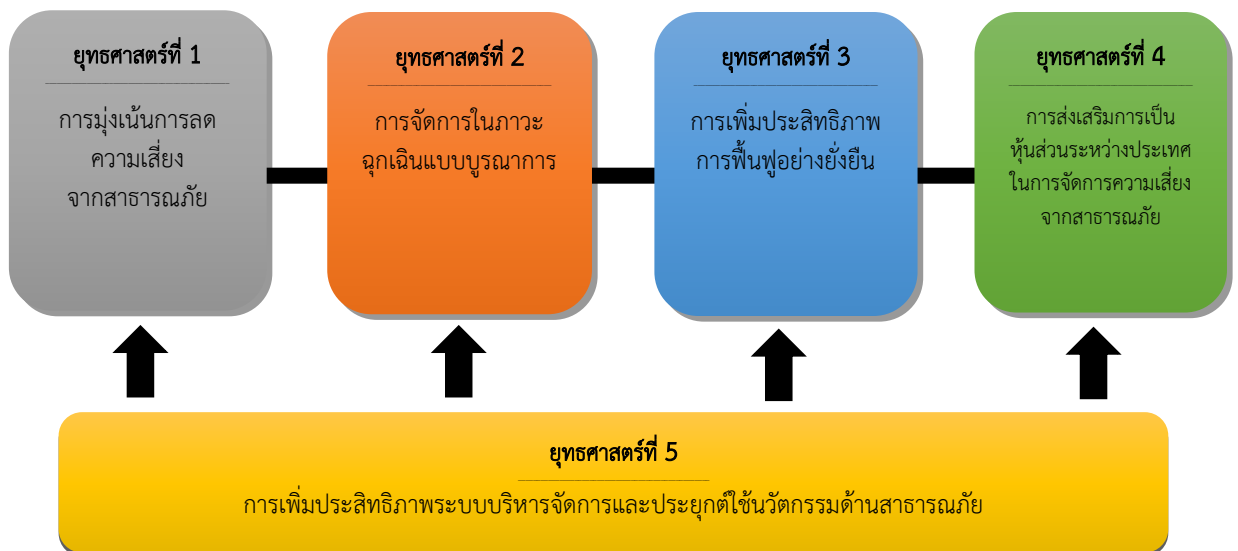 ยุทธศาสตร์ที่ 1
การมุ่งเน้นการลด
ความเสี่ยง
จากสาธารณภัย
ยุทธศาสตร์ที่ 2
การจัดการในภาวะ
ฉุกเฉินแบบบูรณาการ
ยุทธศาสตร์ที่ 3
การเพิ่มประสิทธิภาพ
การฟื้นฟูอย่างยั่งยืน
ยุทธศาสตร์ที่ 4
การส่งเสริมการเป็น
หุ้นส่วนระหว่างประเทศ
ในการจัดการความเสี่ยง
จากสาธารณภัย
ยุทธศาสตร์ที่ 5
การเพิ่มประสิทธิภาพระบบบริหารจัดการและประยุกต์ใช้นวัตกรรมด้านสาธารณภัย